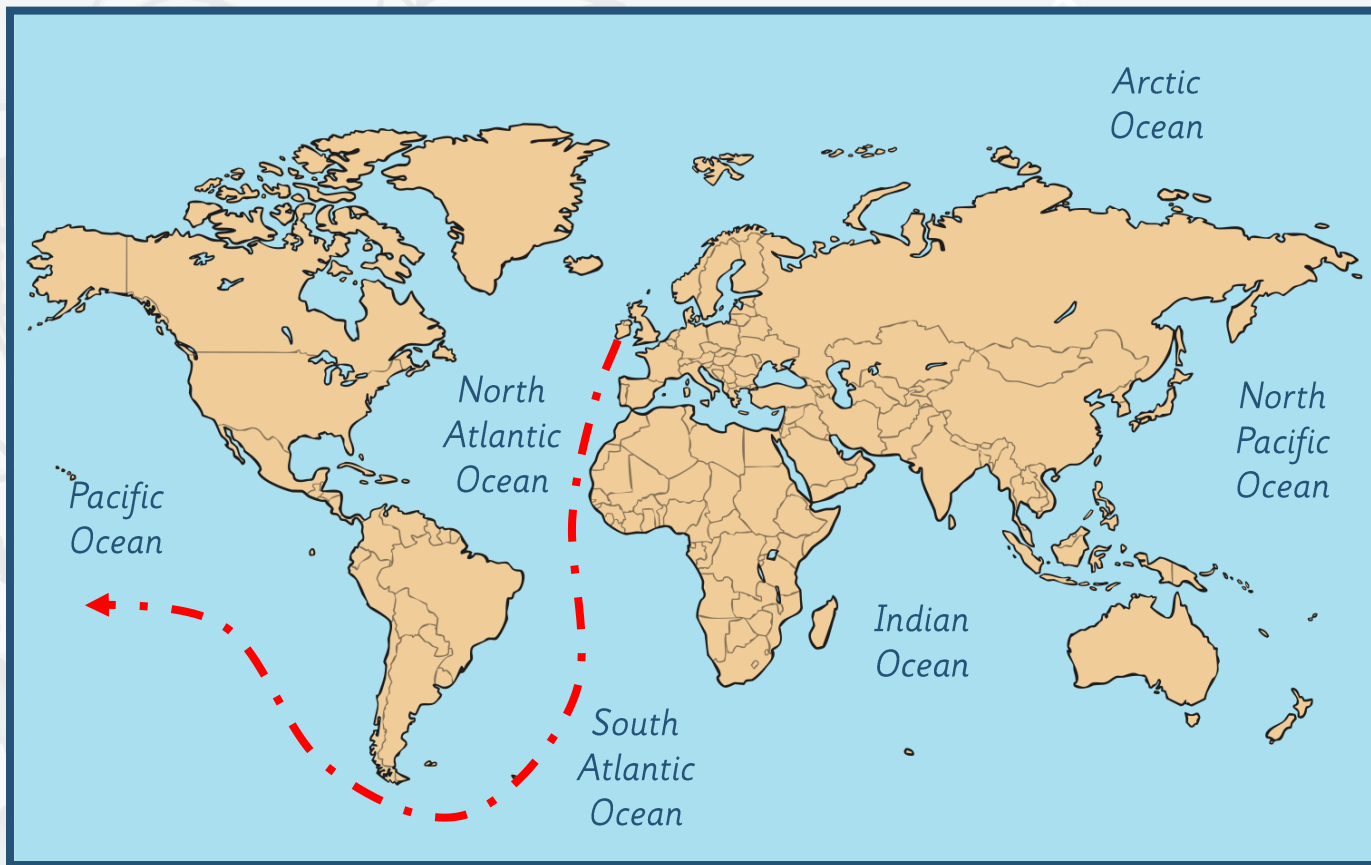 Arctic
Ocean
North
Atlantic
Ocean
North
Pacific
Ocean
Pacific
Ocean
Indian
Ocean
South
Atlantic
Ocean